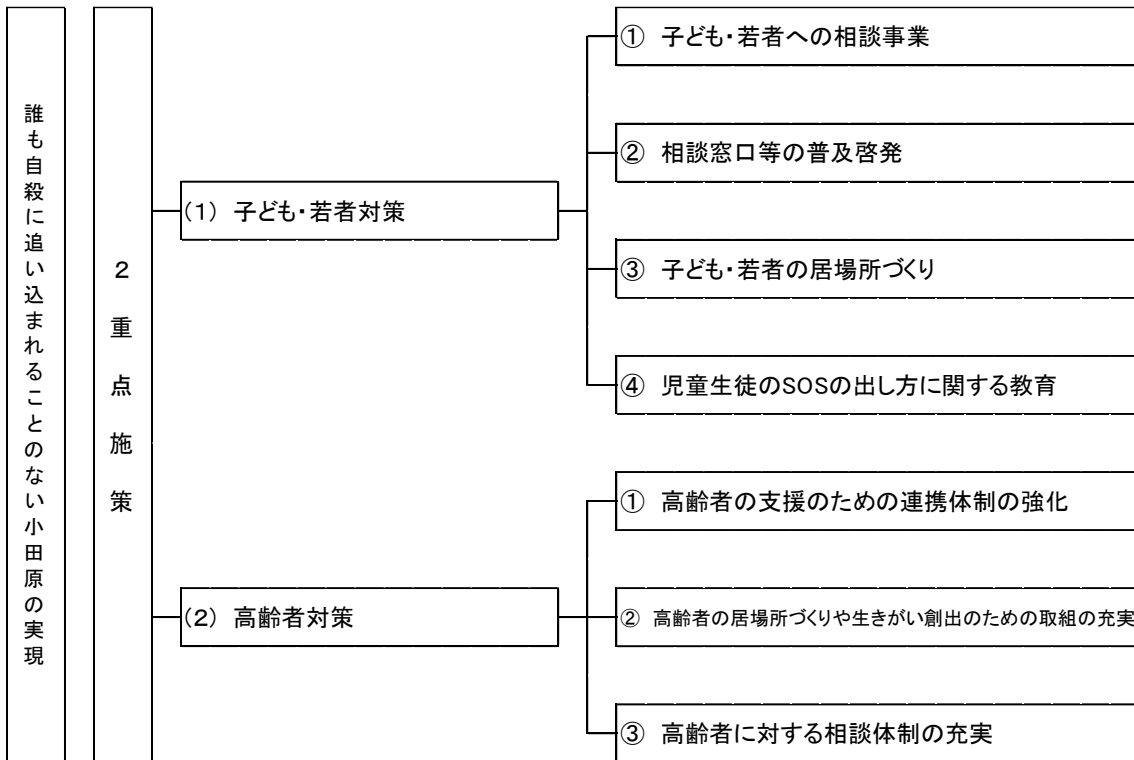 誰も自殺に追い込まれることのない小田原の実現
２重点施策
(1) 子ども・若者対策
① 子ども・若者への相談事業
② 相談窓口等の普及啓発
③ 子ども・若者の居場所づくり
④ 児童生徒のSOSの出し方に関する教育
(2) 高齢者対策
① 高齢者の支援のための連携体制の強化
② 高齢者の居場所づくりや生きがい創出のための取組の充実
③ 高齢者に対する相談体制の充実